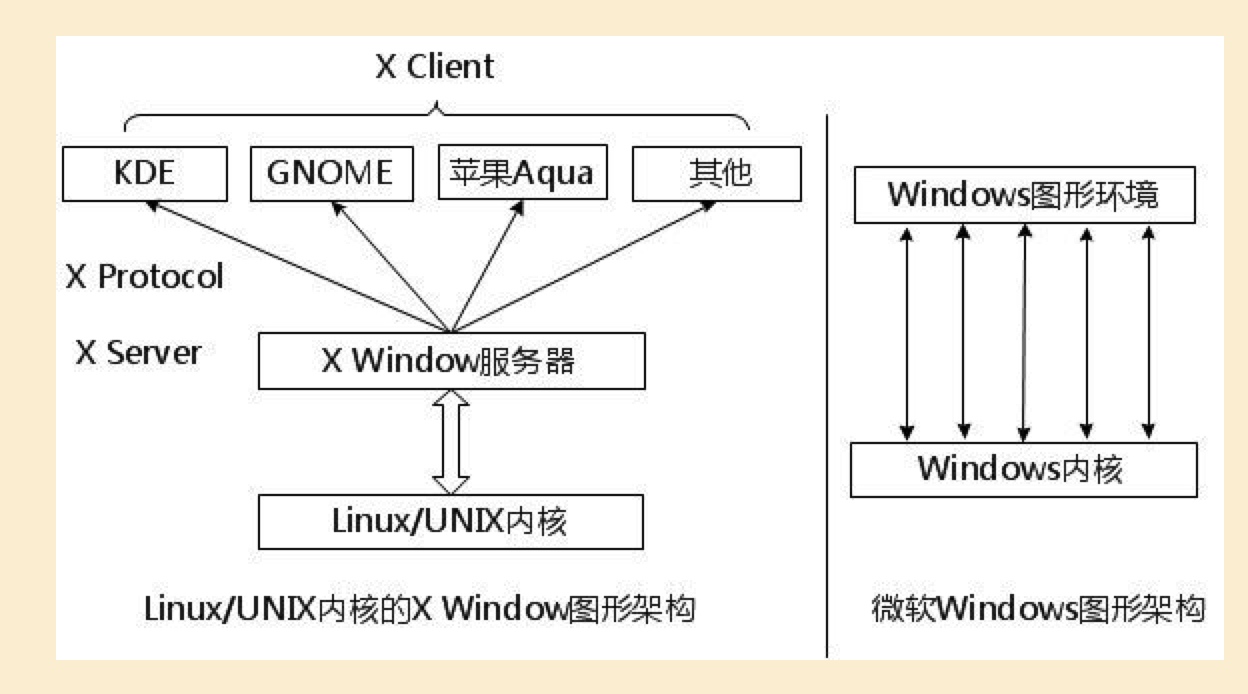 X Client
KDE
GNOME
苹果Aqua
其他
X Protocol
X Server
X Window服务器
Linux/UNIX内核
Linux/UNIX内核的X Window图形架构
Windows图形环境
Windows内核
微软Windows图形架构